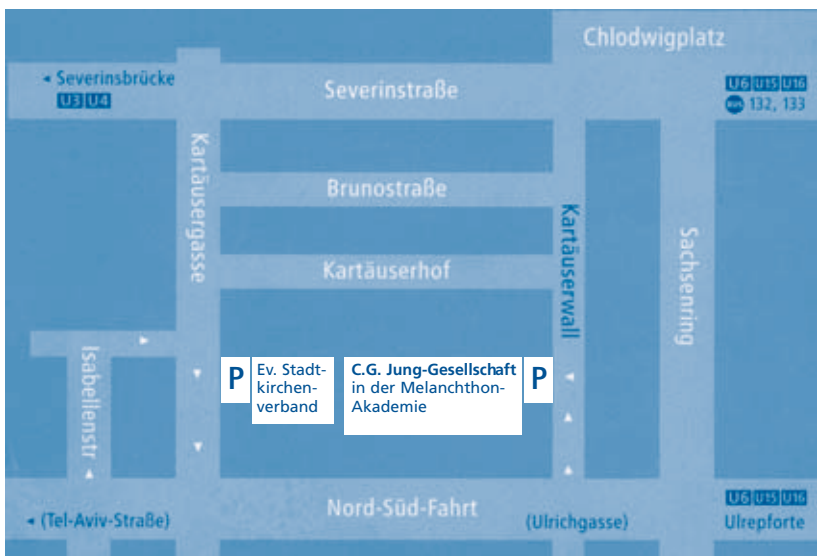 Chlodwigplatz
◂ Severinsbrücke
U3 U4
Severinstraße
U6 U15 U16
BUS 132, 133
Kartäusergasse
Brunostraße
Kartäuserwall
Kartäuserhof
Sachsenring
Isabellenstr
P
Ev. Stadt-
kirchen-
verband
C.G. Jung-Gesellschaft
in der Melanchthon-
Akademie
P
Nord-Süd-Fahrt
◂ (Tel-Aviv-Straße)
(Ulrichgasse)
U6 U15 U16
Ulrepforte